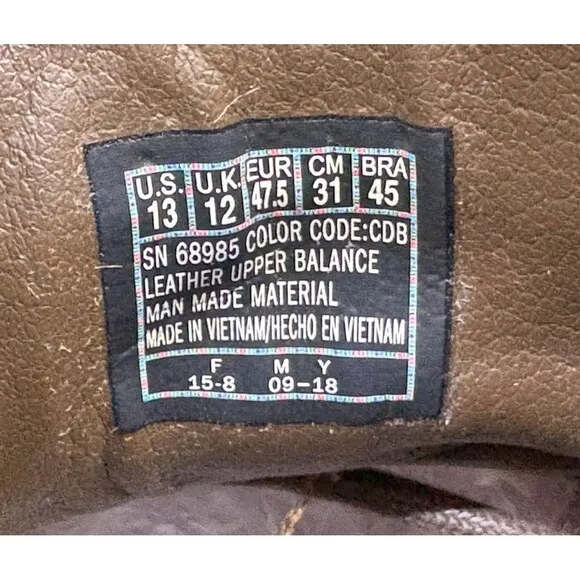 U.S. U.K. EUR CM BRA
13 12 47.5 31 45
SN 68985 COLOR CODE:CDB
LEATHER UPPER BALANCE
MAN MADE MATERIAL
MADE IN VIETNAM/HECHO EN VIETNAM
F M Y
15-8 09-18